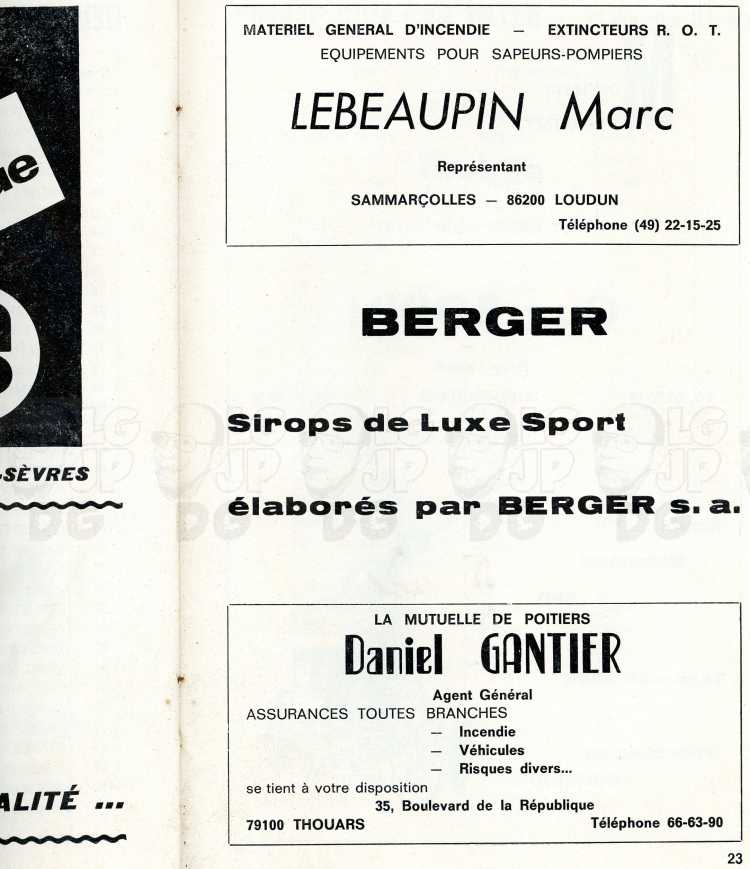 -SÈVRES
ALITÉ ...
MATERIEL GENERAL D'INCENDIE — EXTINCTEURS R. O. T.
EQUIPEMENTS POUR SAPEURS-POMPIERS
LEBEAUPIN Marc
Représentant
SAMMARÇOLLES — 86200 LOUDUN
Téléphone (49) 22-15-25
BERGER
Sirops de Luxe Sport
élaborés par BERGER s. a.
LG JP DG
LA MUTUELLE DE POITIERS
Daniel GANTIER
Agent Général
ASSURANCES TOUTES BRANCHES
— Incendie
— Véhicules
— Risques divers...
se tient à votre disposition
35, Boulevard de la République
79100 THOUARS Téléphone 66-63-90
23